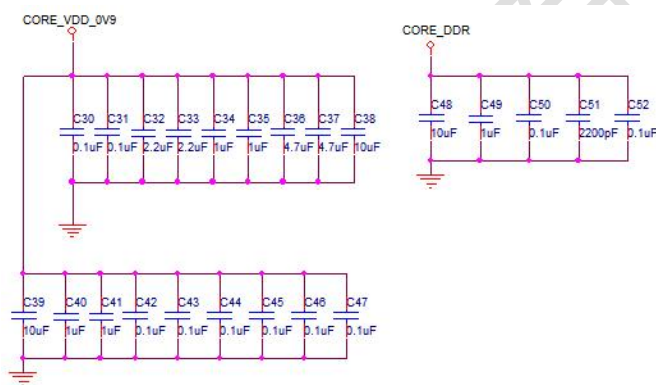 CORE_VDD_0V9
CORE_DDR
C30 C31 C32 C33 C34 C35 C36 C37 C38
0.1uF 0.1uF 2.2uF 2.2uF 1uF 1uF 4.7uF 4.7uF 10uF
C48 C49 C50 C51 C52
10uF 1uF 0.1uF 2200pF 0.1uF
C39 C40 C41 C42 C43 C44 C45 C46 C47
10uF 1uF 1uF 0.1uF 0.1uF 0.1uF 0.1uF 0.1uF 0.1uF